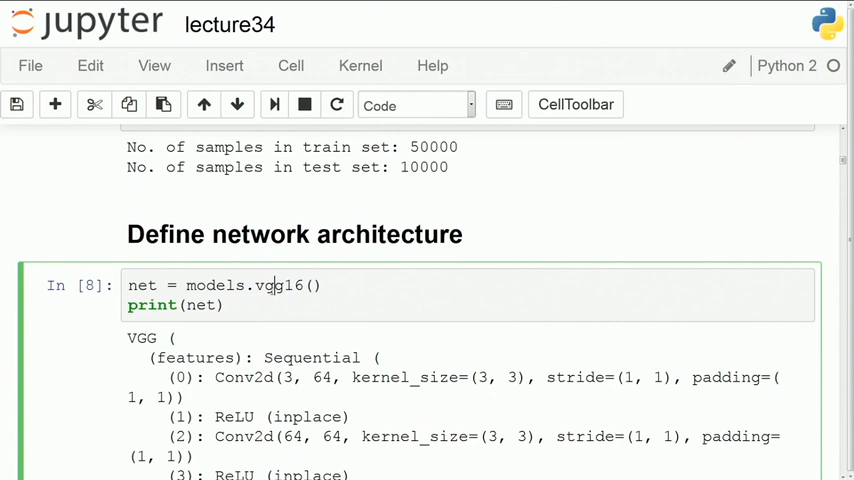 jupyter lecture34
File Edit View Insert Cell Kernel Help Python 2
Code CellToolbar
No. of samples in train set: 50000
No. of samples in test set: 10000
Define network architecture
In [8]: net = models.vgg16()
print(net)
VGG (
(features): Sequential (
(0): Conv2d(3, 64, kernel_size=(3, 3), stride=(1, 1), padding=(
1, 1))
(1): ReLU (inplace)
(2): Conv2d(64, 64, kernel_size=(3, 3), stride=(1, 1), padding=
(1, 1))
(3): ReLU (inplace)